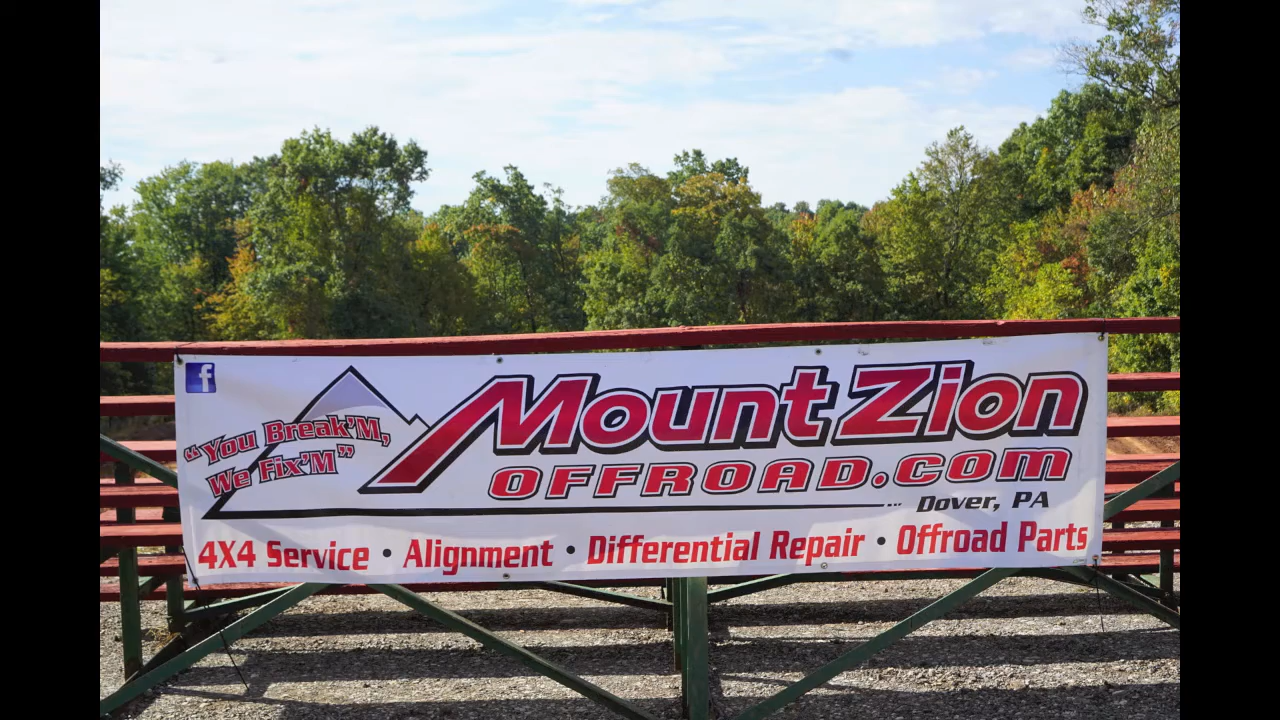 f
"You Break'M,
We Fix'M"
Mount Zion
OFFROAD.COM
Dover, PA
4X4 Service • Alignment • Differential Repair • Offroad Parts